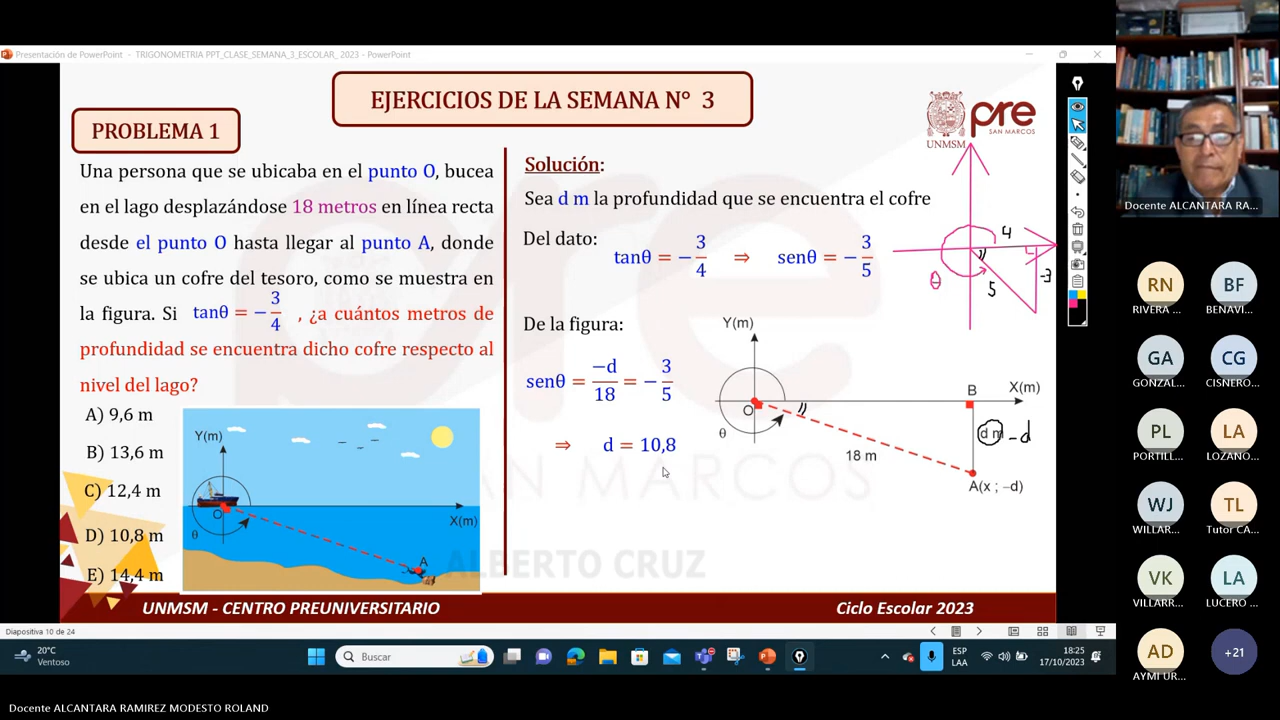 Presentación de PowerPoint - TRIGONOMETRIA PPT_CLASE_SEMANA_3_ESCOLAR_ 2023 - PowerPoint
EJERCICIOS DE LA SEMANA N° 3
UNMSM
pre
SAN MARCOS
PROBLEMA 1
Una persona que se ubicaba en el punto O, bucea
en el lago desplazándose 18 metros en línea recta
desde el punto O hasta llegar al punto A, donde
se ubica un cofre del tesoro, como se muestra en
la figura. Si tanθ = −3/4 , ¿a cuántos metros de
profundidad se encuentra dicho cofre respecto al
nivel del lago?
A) 9,6 m
B) 13,6 m
C) 12,4 m
D) 10,8 m
E) 14,4 m
Y(m)
O
X(m)
θ
A
Solución:
Sea d m la profundidad que se encuentra el cofre
Del dato:
tanθ = −3/4 ⇒ senθ = −3/5
De la figura:
senθ = −d/18 = −3/5
⇒ d = 10,8
4
-3
5
θ
Y(m)
B
X(m)
O
θ
d m
-d
18 m
A(x ; −d)
pre
SAN MARCOS
ALBERTO CRUZ
UNMSM - CENTRO PREUNIVERSITARIO
Ciclo Escolar 2023
Diapositiva 10 de 24
20°C
Ventoso
Buscar
ESP
LAA
18:25
17/10/2023
Docente ALCANTARA RAMIREZ MODESTO ROLAND
Docente ALCANTARA RA...
RN
RIVERA ...
BF
BENAVI...
GA
GONZAL...
CG
CISNERO...
PL
PORTILL...
LA
LOZANO...
WJ
WILLAR...
TL
Tutor CA...
VK
VILLARR...
LA
LUCERO ...
AD
AYMI UR...
+21